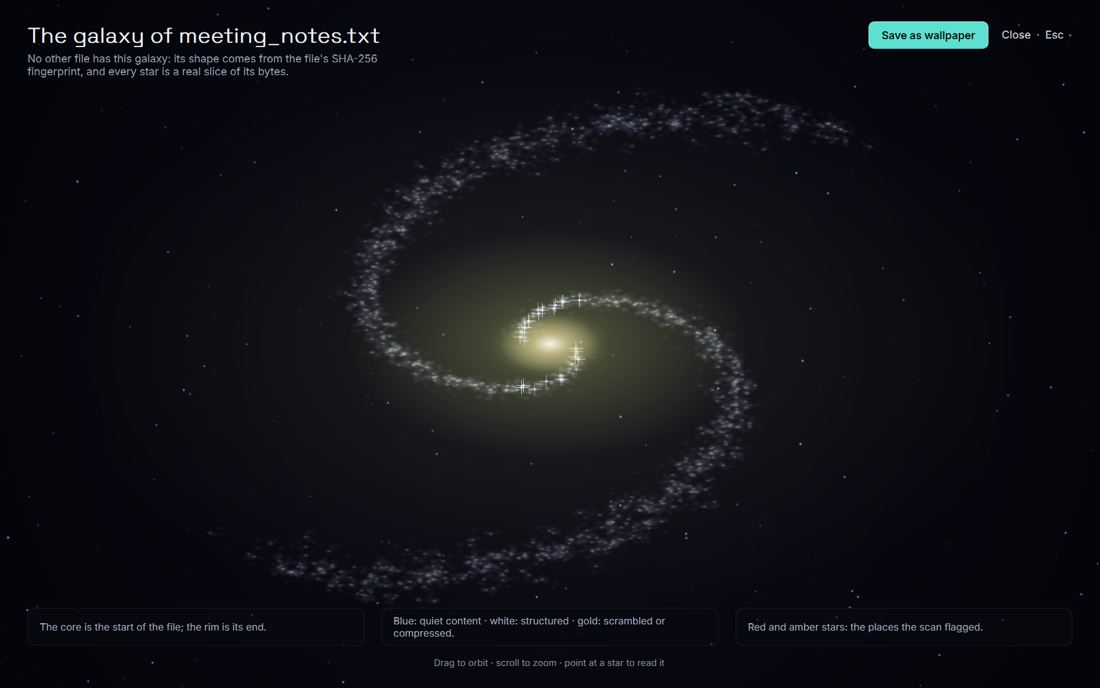 The galaxy of meeting_notes.txt
Save as wallpaper
Close · Esc
No other file has this galaxy: its shape comes from the file's SHA-256
fingerprint, and every star is a real slice of its bytes.
The core is the start of the file; the rim is its end.
Blue: quiet content · white: structured · gold: scrambled or
compressed.
Red and amber stars: the places the scan flagged.
Drag to orbit · scroll to zoom · point at a star to read it